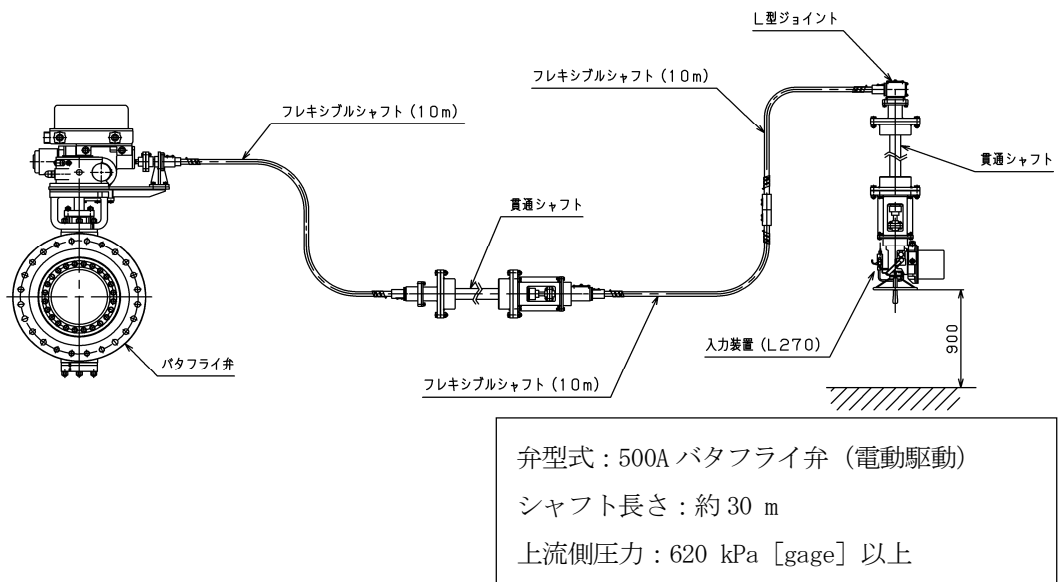 L型ジョイント
フレキシブルシャフト(10m)
フレキシブルシャフト(10m)
貫通シャフト
貫通シャフト
入力装置(L270)
900
バタフライ弁
フレキシブルシャフト(10m)
弁型式:500A バタフライ弁 (電動駆動)
シャフト長さ:約 30 m
上流側圧力:620 kPa [gage] 以上